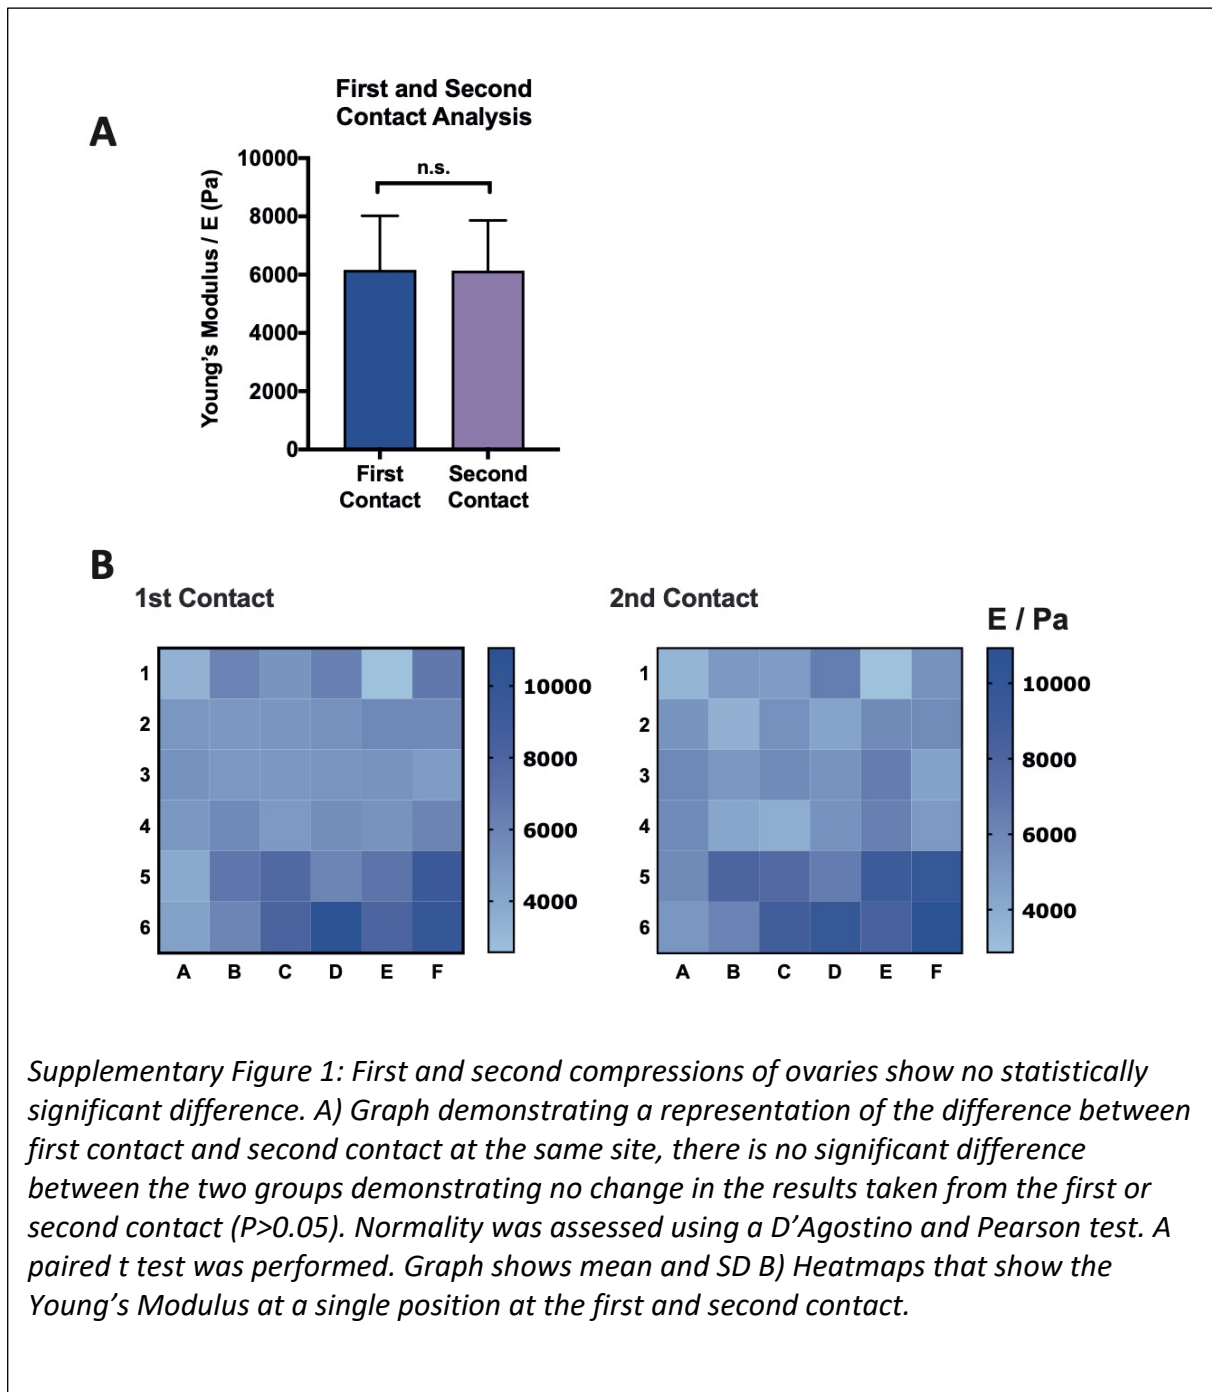 A
First and Second
Contact Analysis
Young's Modulus / E (Pa)
10000
8000
6000
4000
2000
0
n.s.
First
Contact
Second
Contact
B
1st Contact
1
2
3
4
5
6
A B C D E F
10000
8000
6000
4000
2nd Contact
1
2
3
4
5
6
A B C D E F
E / Pa
10000
8000
6000
4000
Supplementary Figure 1: First and second compressions of ovaries show no statistically
significant difference. A) Graph demonstrating a representation of the difference between
first contact and second contact at the same site, there is no significant difference
between the two groups demonstrating no change in the results taken from the first or
second contact (P>0.05). Normality was assessed using a D’Agostino and Pearson test. A
paired t test was performed. Graph shows mean and SD B) Heatmaps that show the
Young’s Modulus at a single position at the first and second contact.